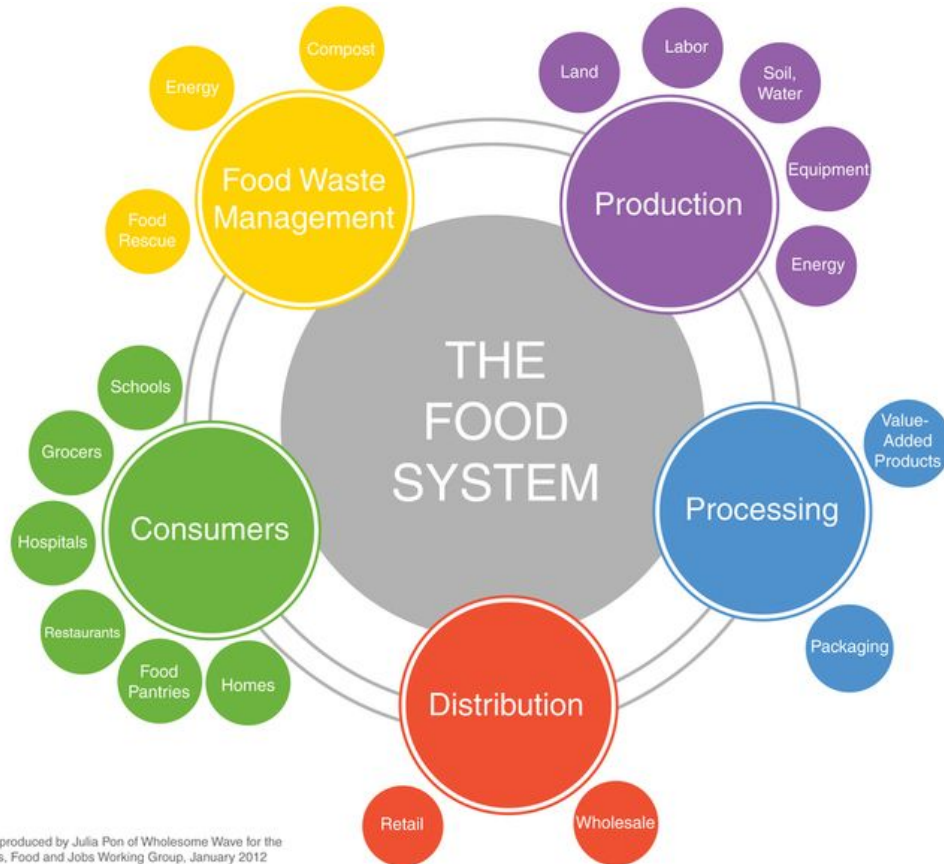 THE
FOOD
SYSTEM
Food Waste
Management
Compost
Energy
Food
Rescue
Production
Land
Labor
Soil,
Water
Equipment
Energy
Processing
Value-
Added
Products
Packaging
Distribution
Wholesale
Retail
Consumers
Homes
Food
Pantries
Restaurants
Hospitals
Grocers
Schools
produced by Julia Pon of Wholesome Wave for the
s, Food and Jobs Working Group, January 2012